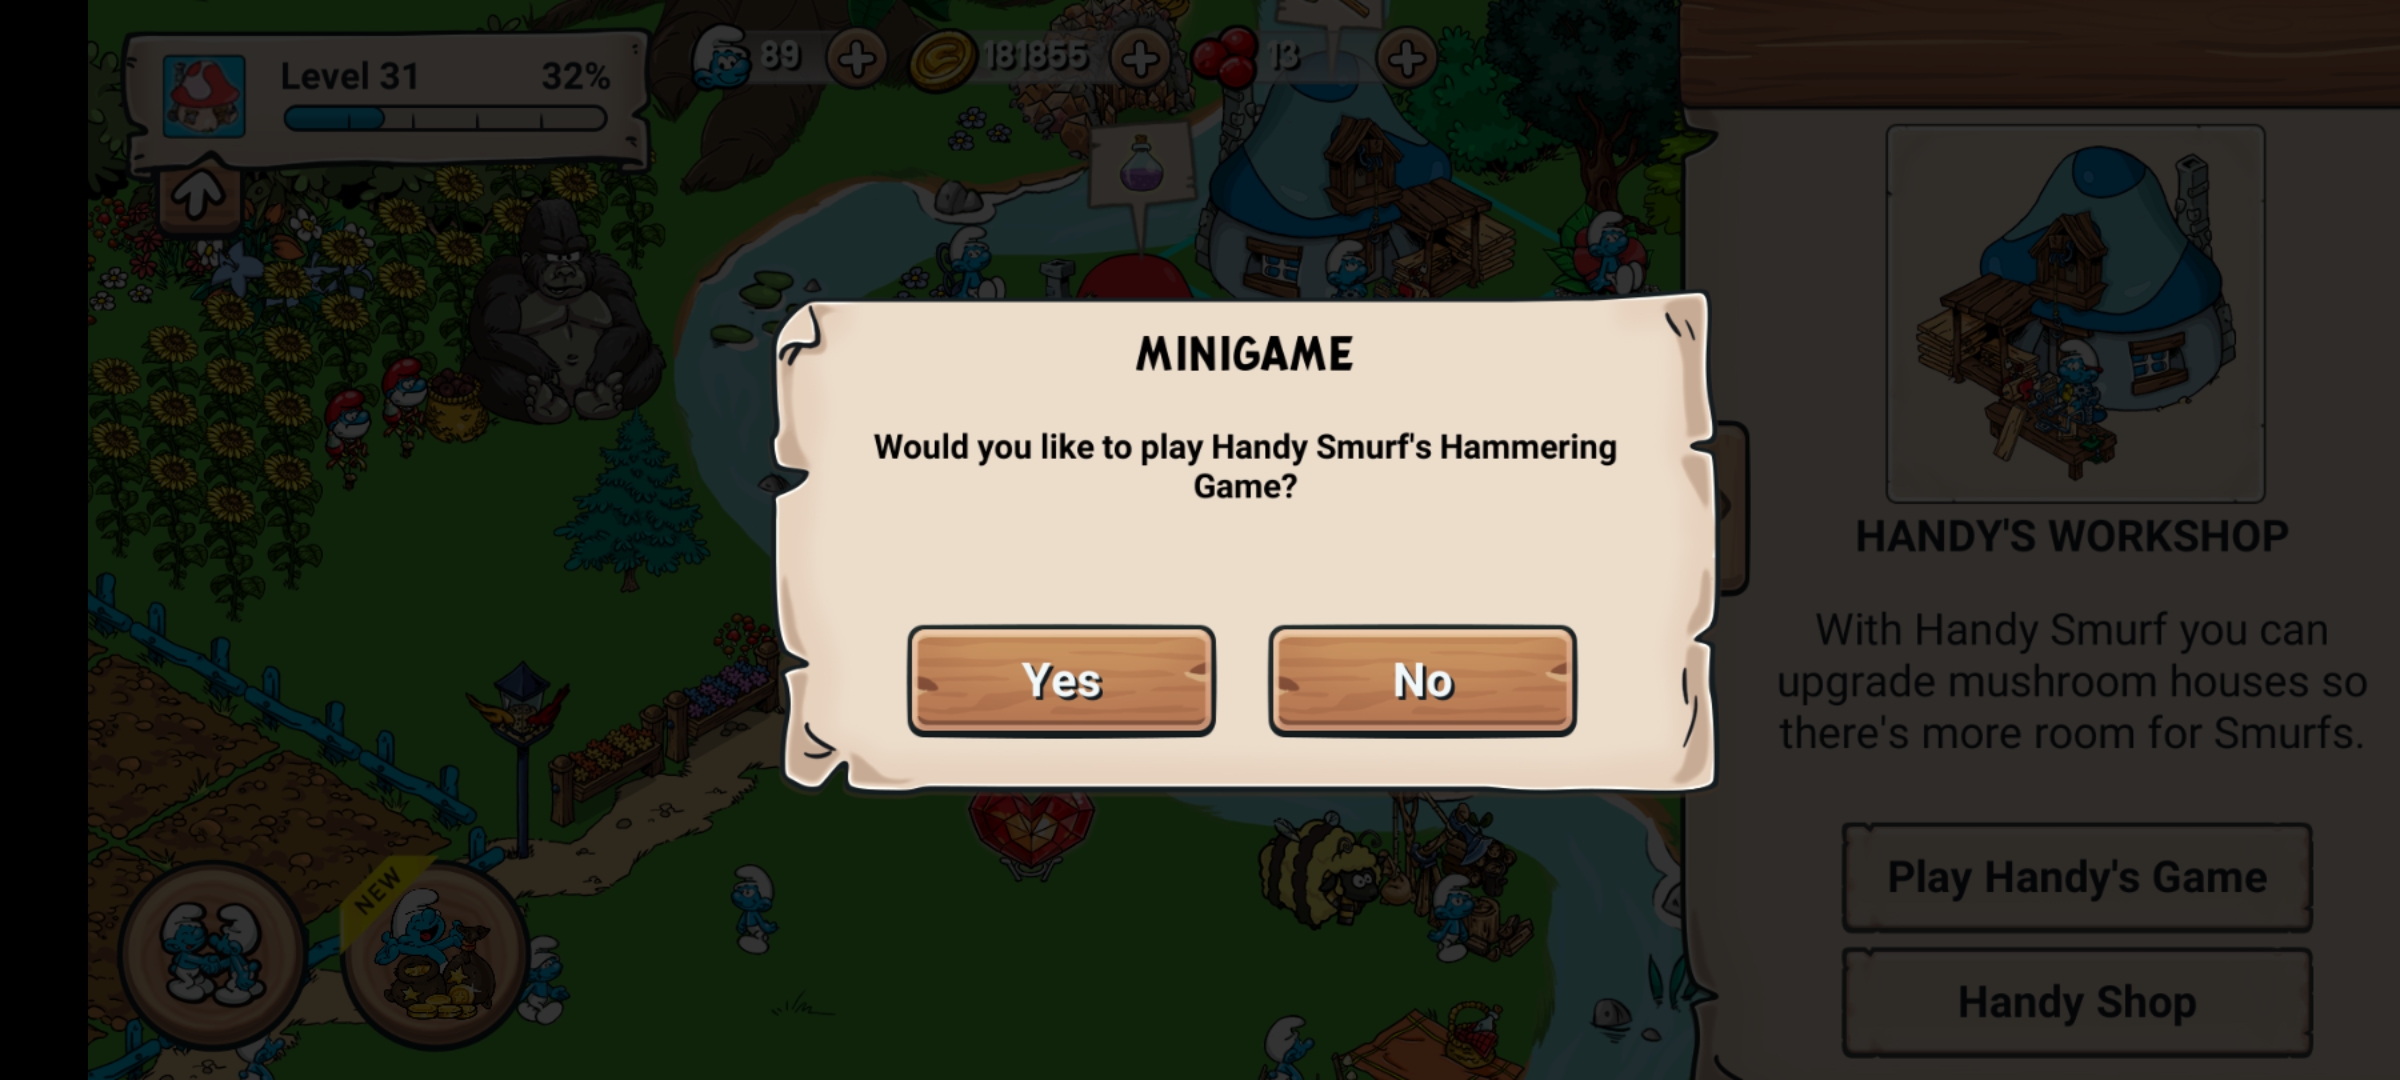 Level 31
32%
89
181855
13
MINIGAME
Would you like to play Handy Smurf's Hammering
Game?
Yes
No
HANDY'S WORKSHOP
With Handy Smurf you can
upgrade mushroom houses so
there's more room for Smurfs.
Play Handy's Game
Handy Shop
NEW